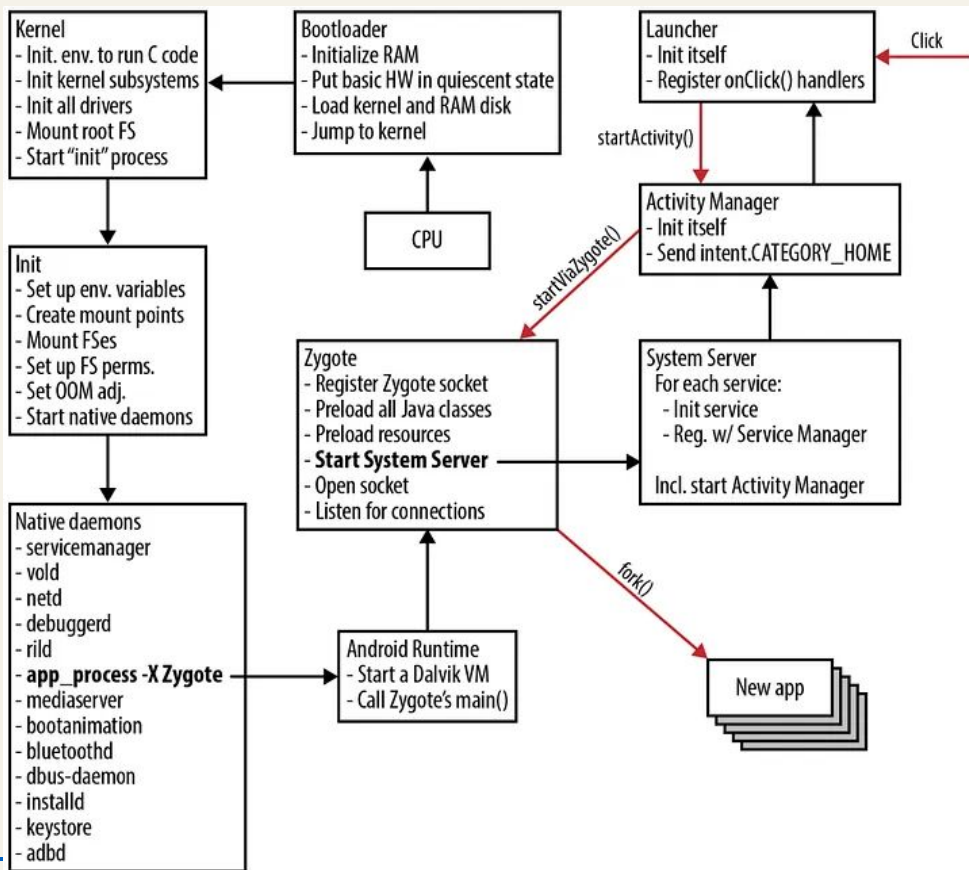 Kernel
- Init. env. to run C code
- Init kernel subsystems
- Init all drivers
- Mount root FS
- Start “init” process
Bootloader
- Initialize RAM
- Put basic HW in quiescent state
- Load kernel and RAM disk
- Jump to kernel
Launcher
- Init itself
- Register onClick() handlers
Click
startActivity()
CPU
Activity Manager
- Init itself
- Send intent.CATEGORY_HOME
startViaZygote()
Init
- Set up env. variables
- Create mount points
- Mount FSes
- Set up FS perms.
- Set OOM adj.
- Start native daemons
Zygote
- Register Zygote socket
- Preload all Java classes
- Preload resources
- Start System Server
- Open socket
- Listen for connections
System Server
For each service:
- Init service
- Reg. w/ Service Manager
Incl. start Activity Manager
Native daemons
- servicemanager
- vold
- netd
- debuggerd
- rild
- app_process -X Zygote
- mediaserver
- bootanimation
- bluetoothd
- dbus-daemon
- installd
- keystore
- adbd
Android Runtime
- Start a Dalvik VM
- Call Zygote’s main()
fork()
New app